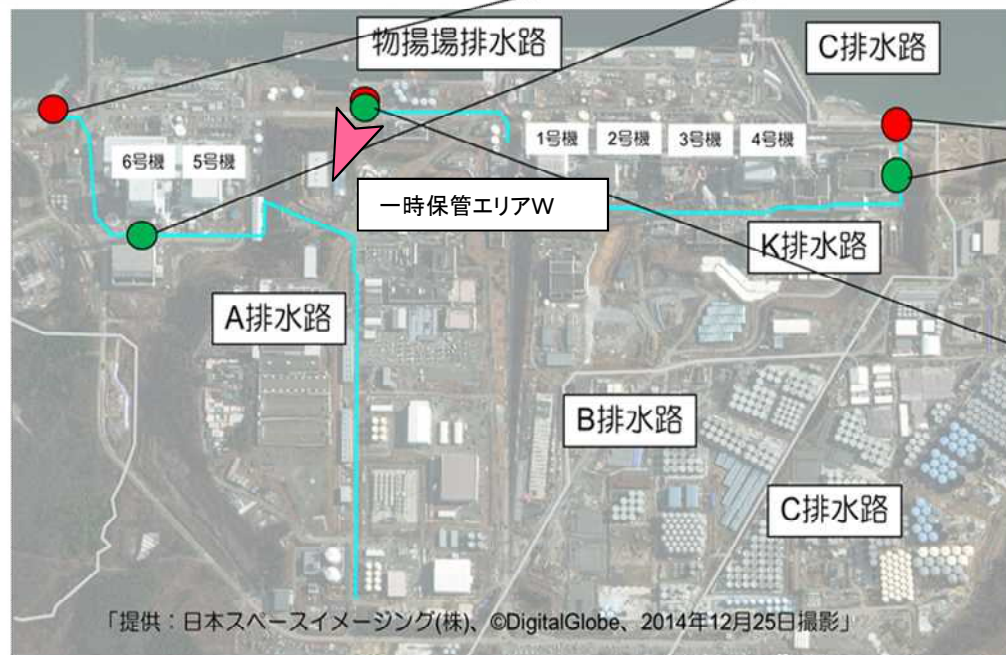 物揚場排水路
C排水路
1号機
2号機
3号機
4号機
6号機
5号機
一時保管エリアW
K排水路
A排水路
B排水路
C排水路
「提供：日本スペースイメージング(株)、©DigitalGlobe、2014年12月25日撮影」